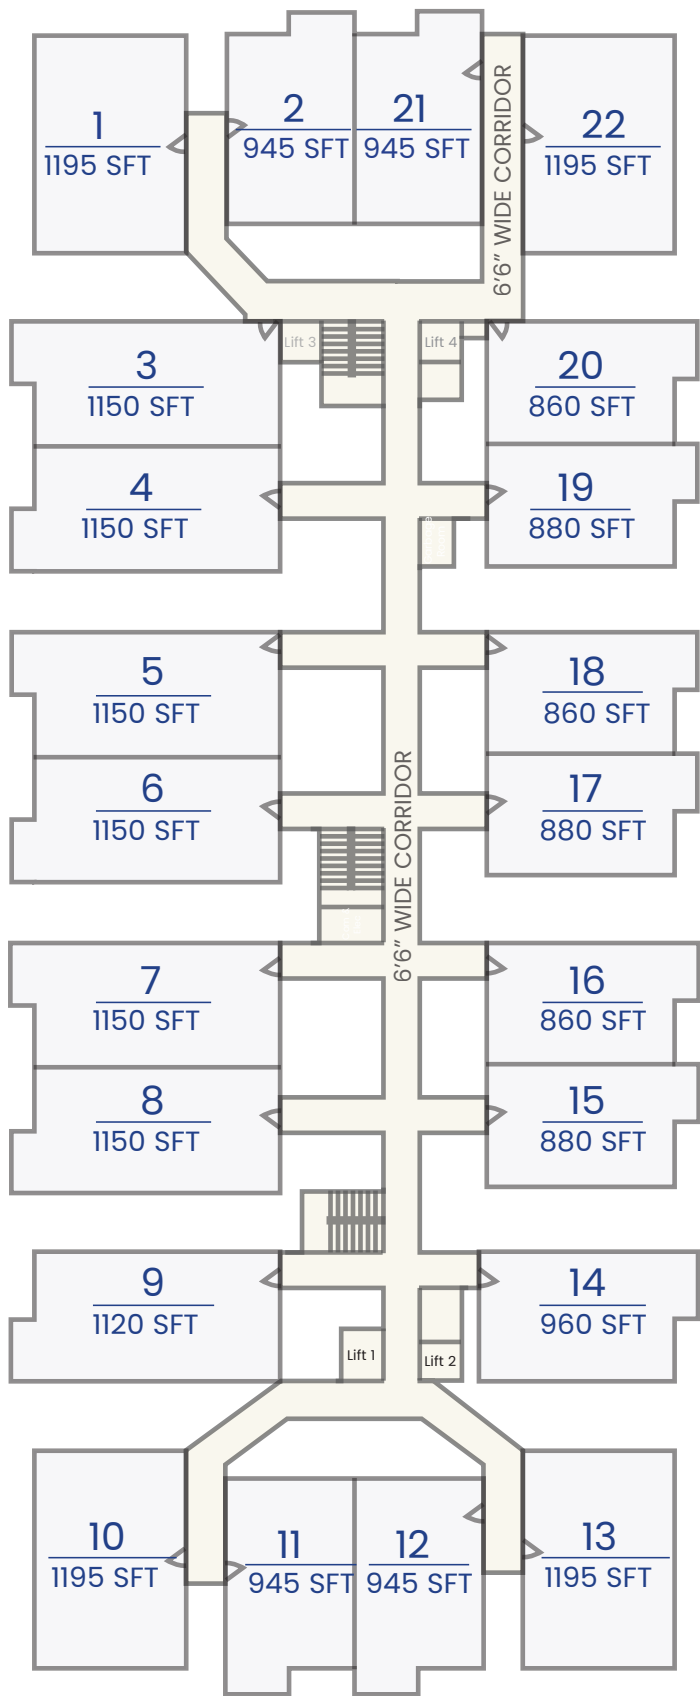 1
1195 SFT
2
945 SFT
21
945 SFT
6'6" WIDE CORRIDOR
22
1195 SFT
3
1150 SFT
Lift 3
Lift 4
20
860 SFT
4
1150 SFT
19
880 SFT
5
1150 SFT
18
860 SFT
6
1150 SFT
6'6" WIDE CORRIDOR
17
880 SFT
7
1150 SFT
16
860 SFT
8
1150 SFT
15
880 SFT
9
1120 SFT
14
960 SFT
Lift 1
Lift 2
10
1195 SFT
11
945 SFT
12
945 SFT
13
1195 SFT